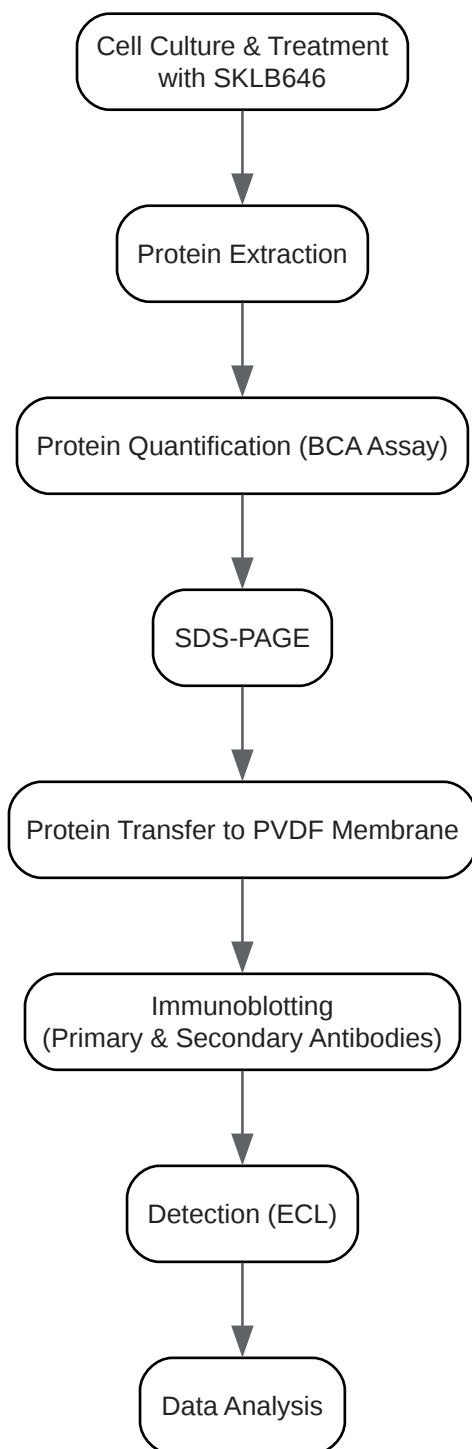 Cell Culture & Treatment
with SKLB646
Protein Extraction
Protein Quantification (BCA Assay)
SDS-PAGE
Protein Transfer to PVDF Membrane
Immunoblotting
(Primary & Secondary Antibodies)
Detection (ECL)
Data Analysis